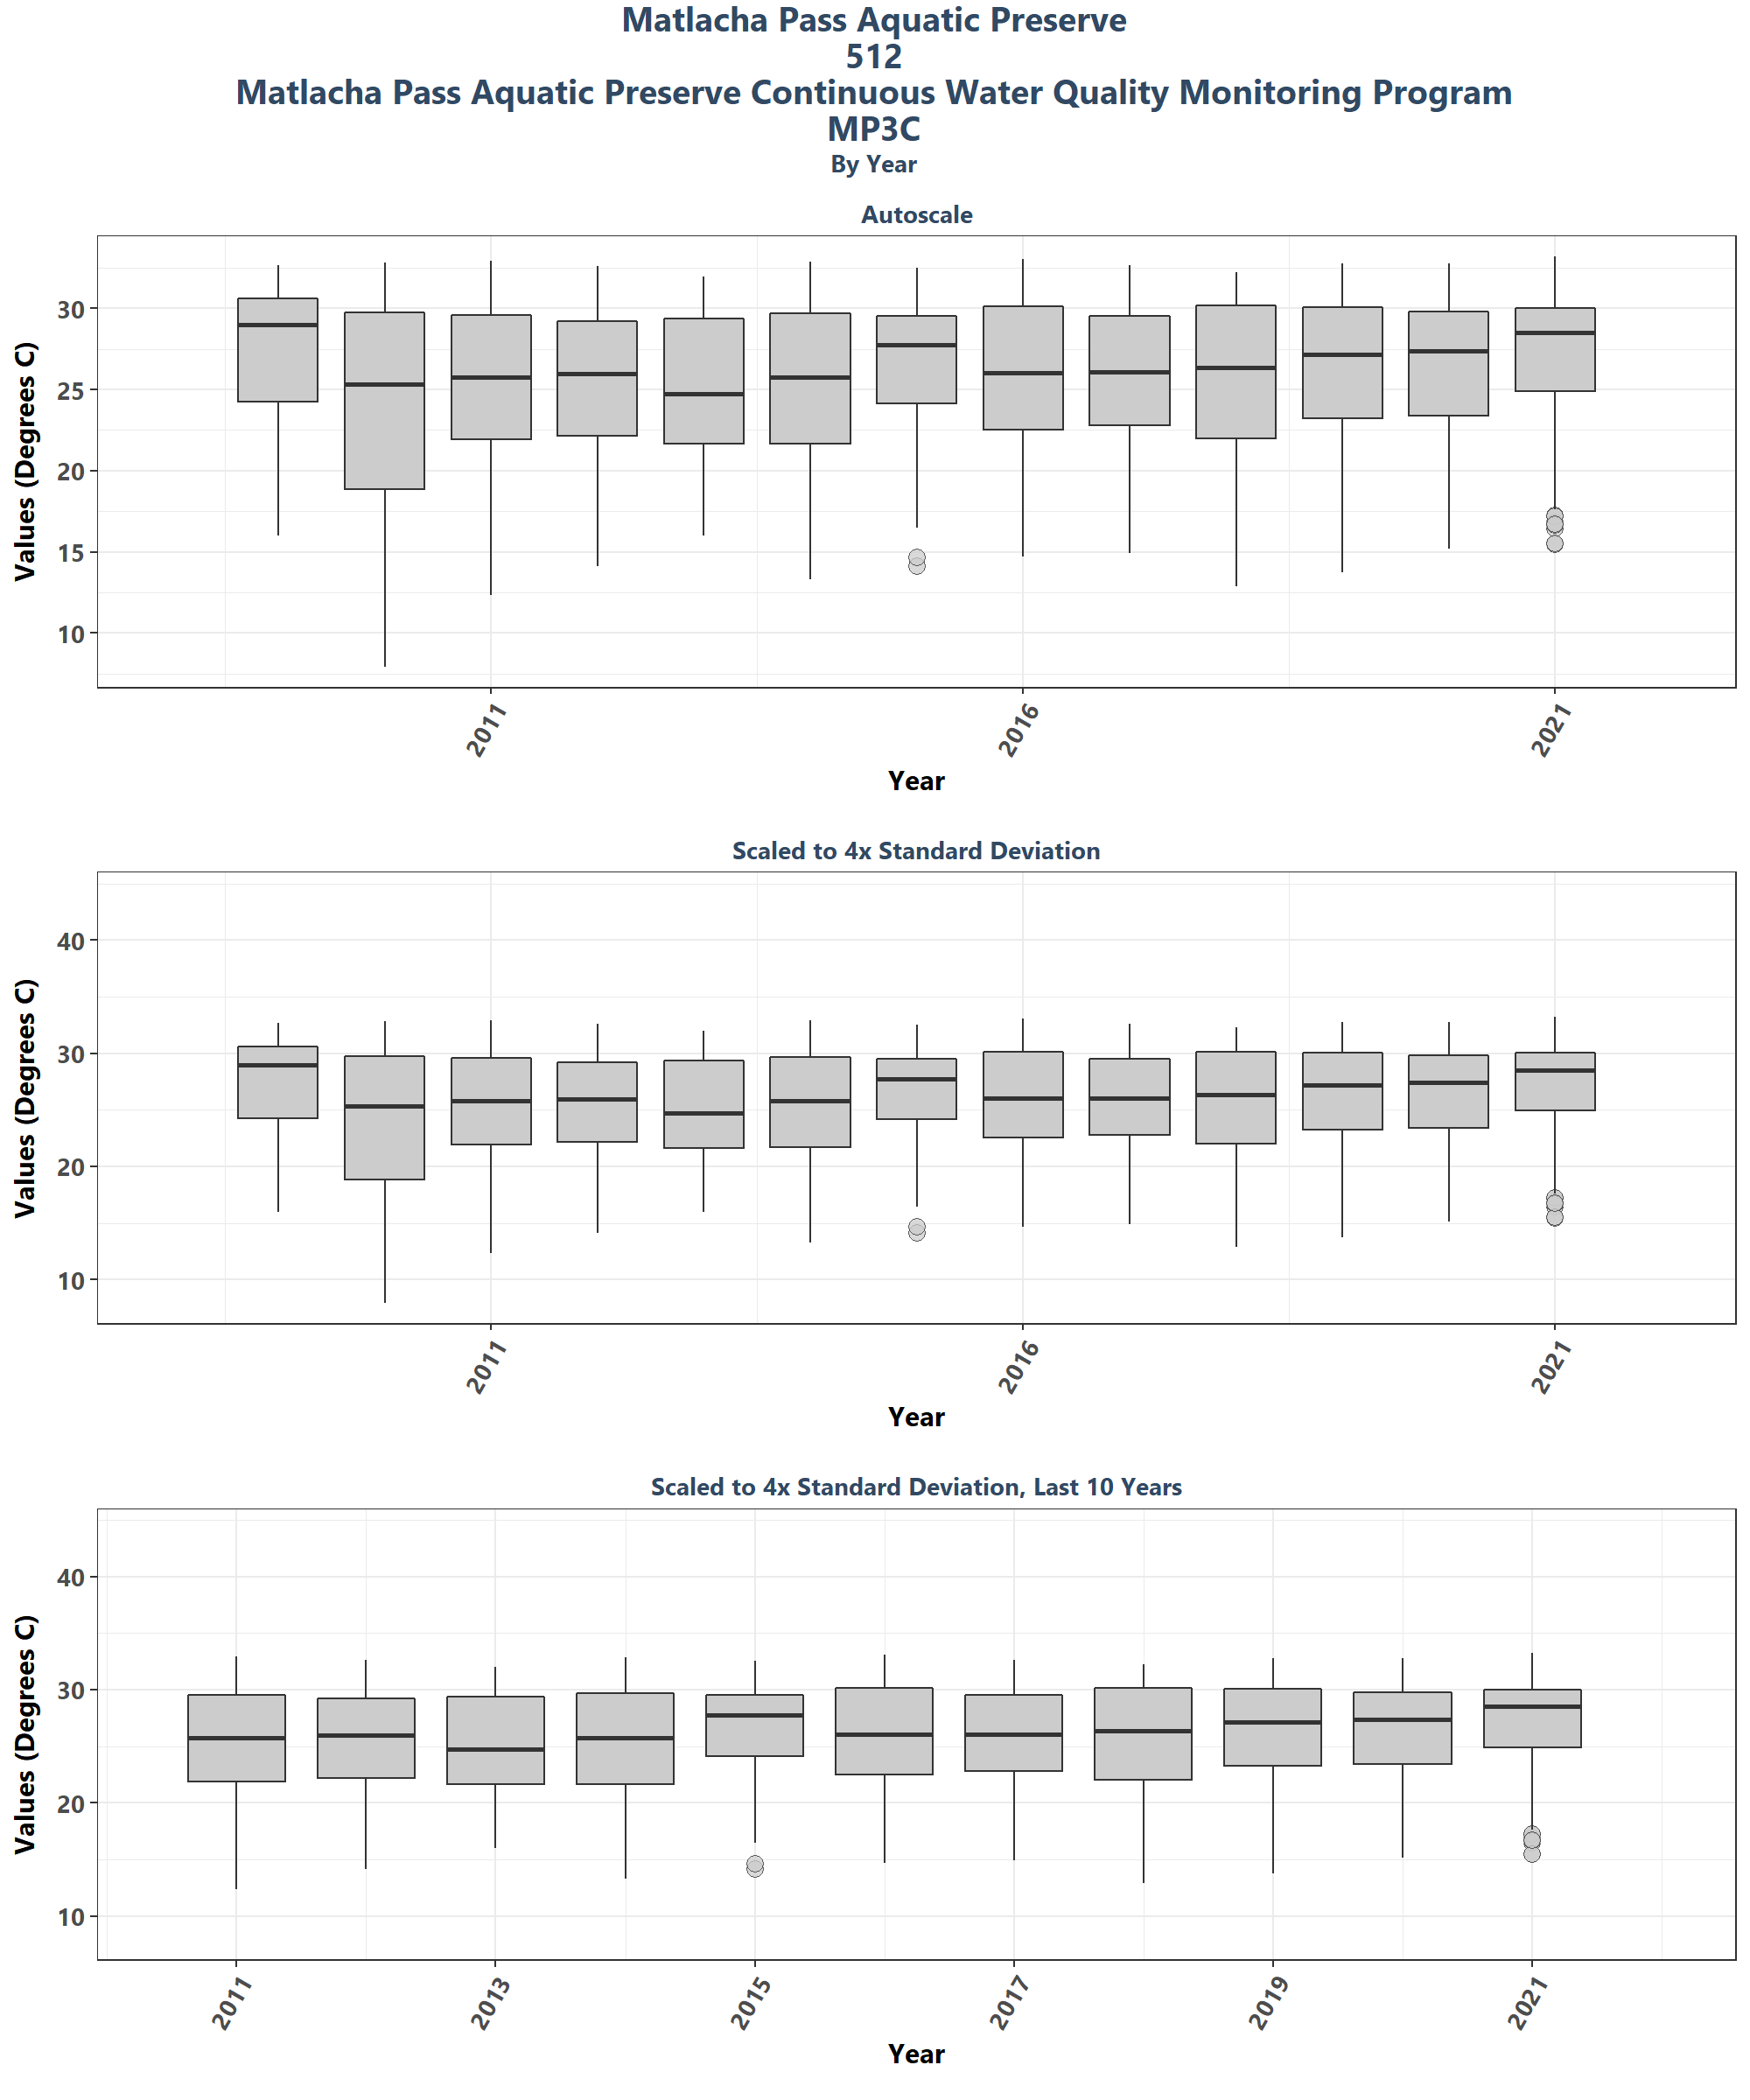 Matlacha Pass Aquatic Preserve
512
Matlacha Pass Aquatic Preserve Continuous Water Quality Monitoring Program
MP3C
By Year
Autoscale
Values (Degrees C)
30
25
20
15
10
2011 2016 2021
Year
Scaled to 4x Standard Deviation
Values (Degrees C)
40
30
20
10
2011 2016 2021
Year
Scaled to 4x Standard Deviation, Last 10 Years
Values (Degrees C)
40
30
20
10
2011 2013 2015 2017 2019 2021
Year